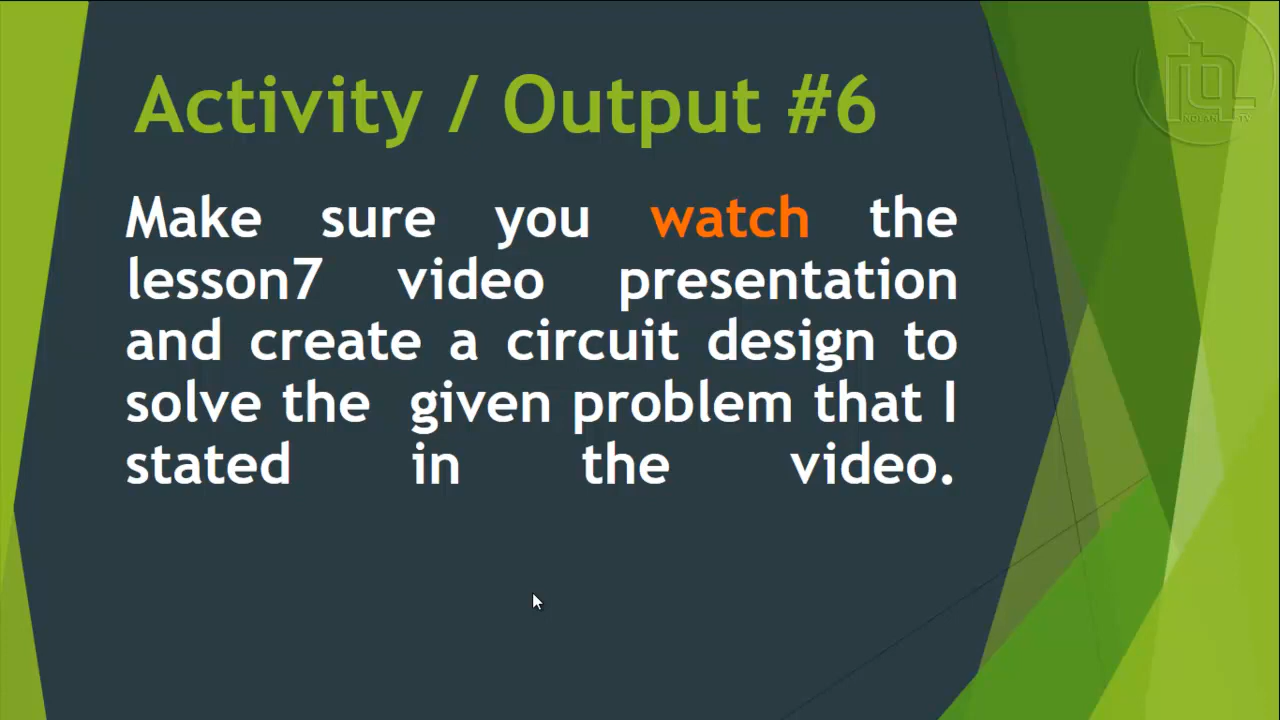 Activity / Output #6
Make sure you watch the
lesson7 video presentation
and create a circuit design to
solve the given problem that I
stated in the video.